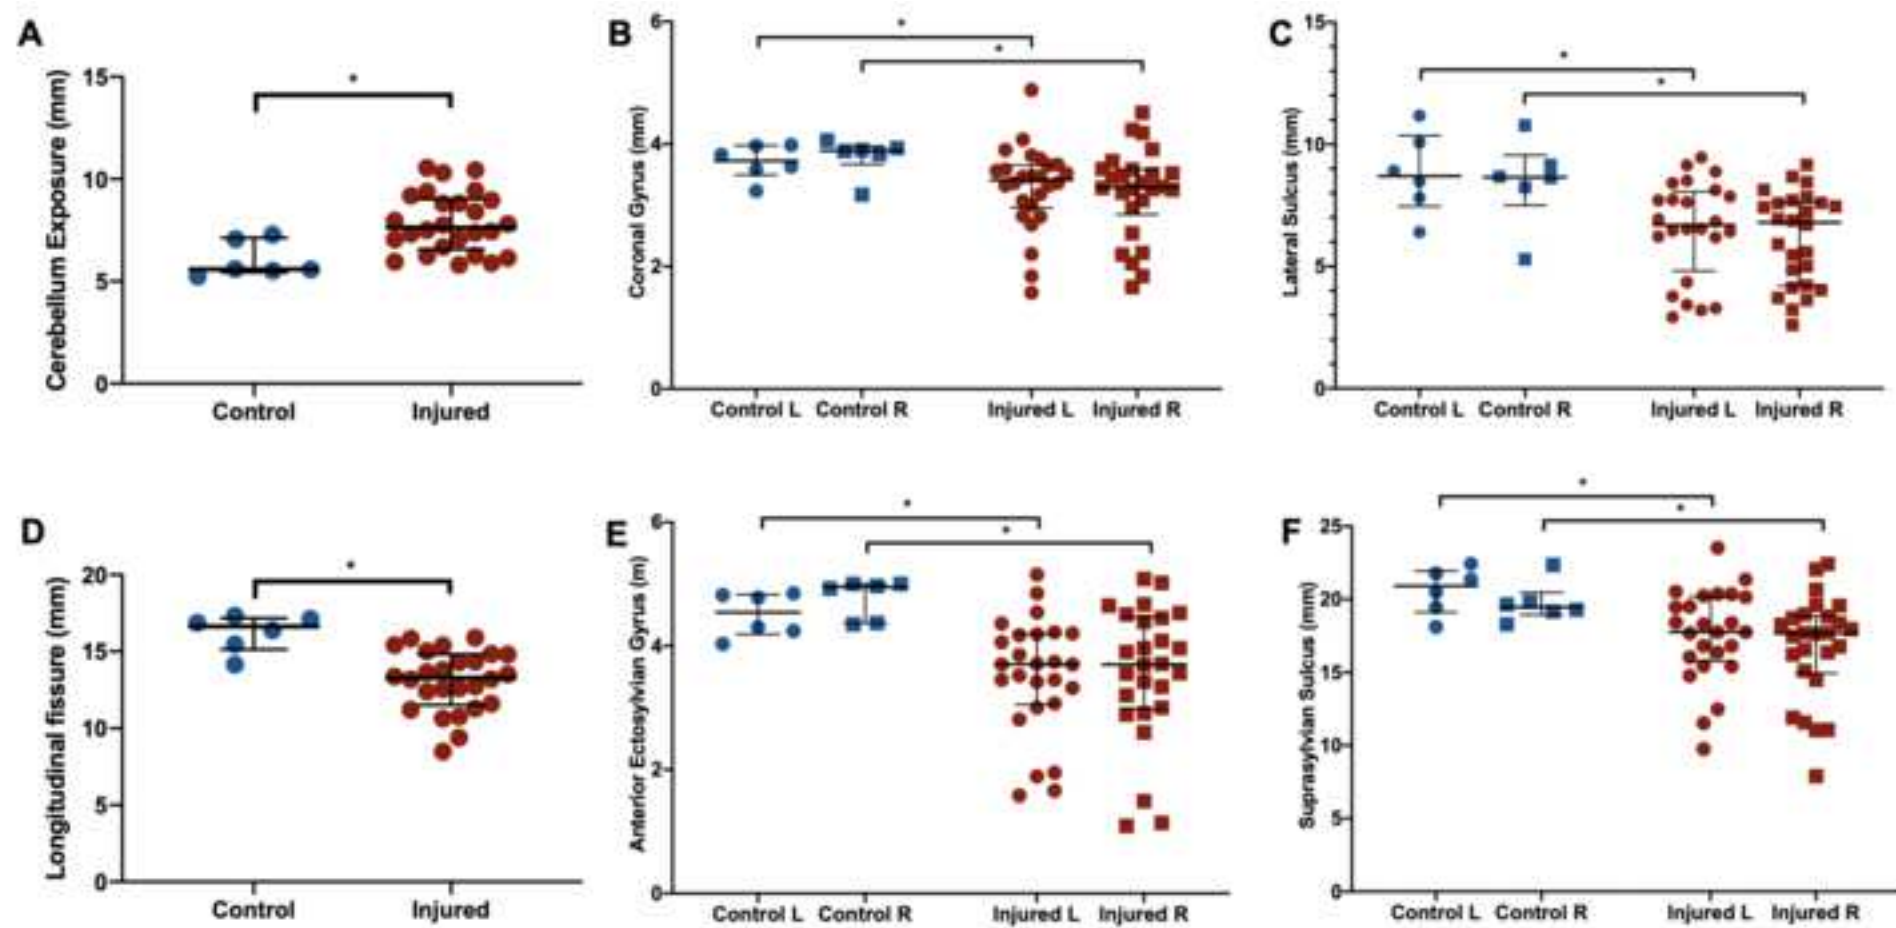 A
Cerebellum Exposure (mm)
15
10
5
0
*
Control
Injured
B
Coronal Gyrus (mm)
6
4
2
0
*
*
Control L
Control R
Injured L
Injured R
C
Lateral Sulcus (mm)
15
10
5
0
*
*
Control L
Control R
Injured L
Injured R
D
Longitudinal fissure (mm)
20
15
10
5
0
*
Control
Injured
E
Anterior Ectosylvian Gyrus (m)
6
4
2
0
*
*
Control L
Control R
Injured L
Injured R
F
Suprasylvian Sulcus (mm)
25
20
15
10
5
0
*
*
Control L
Control R
Injured L
Injured R